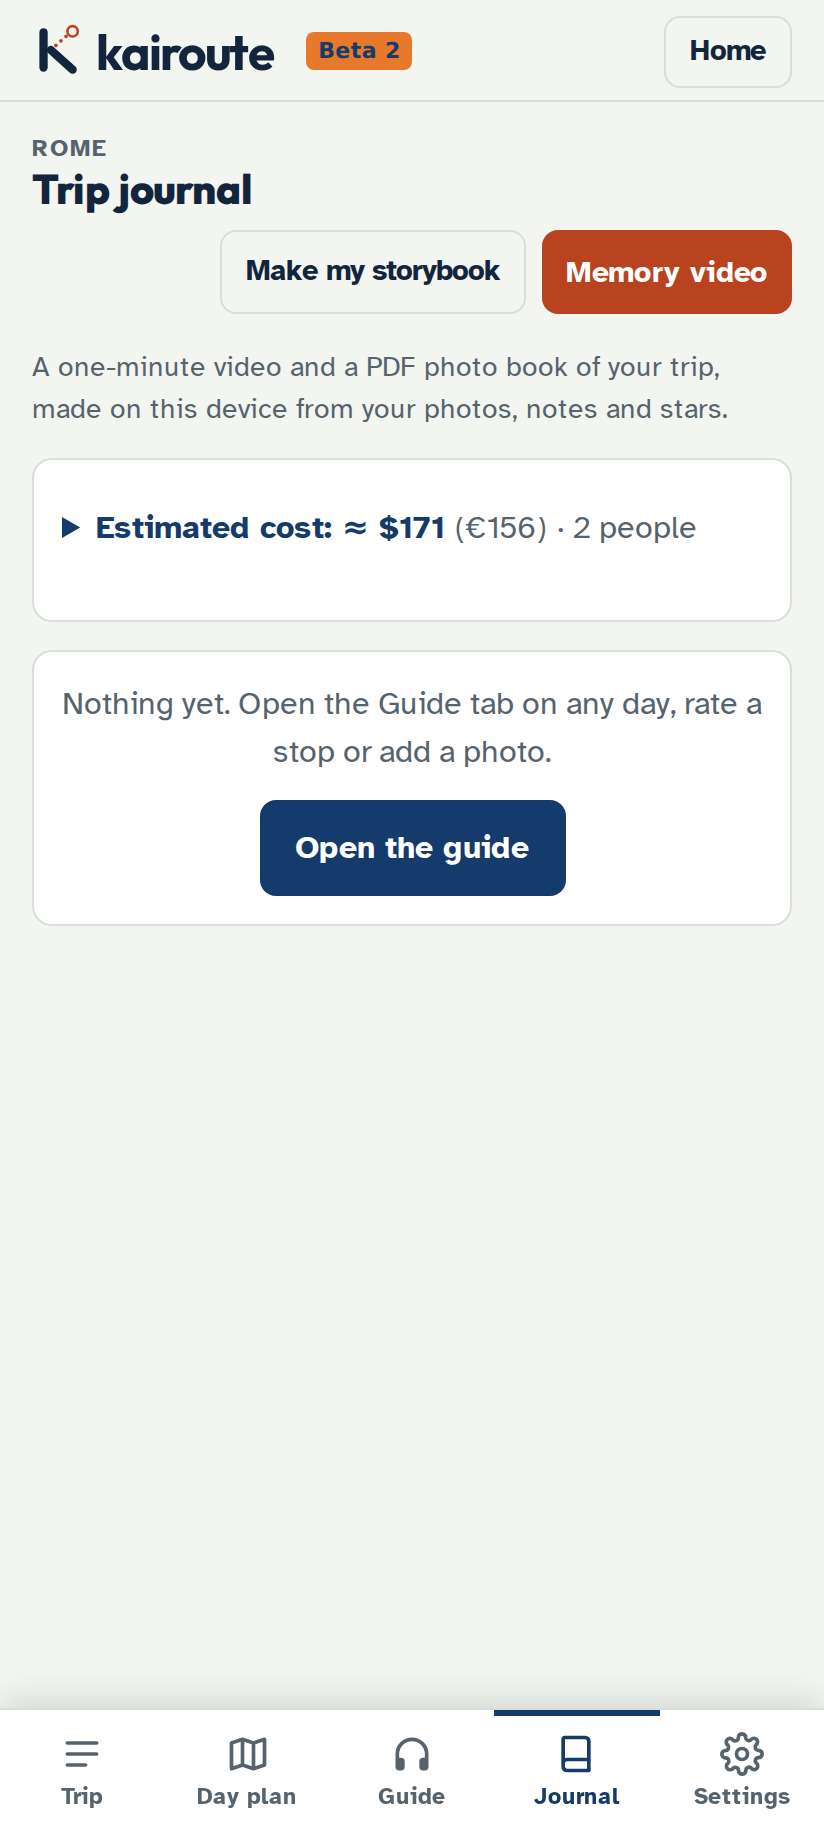 kairoute Beta 2 Home
ROME
Trip journal
Make my storybook Memory video
A one-minute video and a PDF photo book of your trip,
made on this device from your photos, notes and stars.
Estimated cost: ≈ $171 (€156) · 2 people
Nothing yet. Open the Guide tab on any day, rate a
stop or add a photo.
Open the guide
Trip Day plan Guide Journal Settings